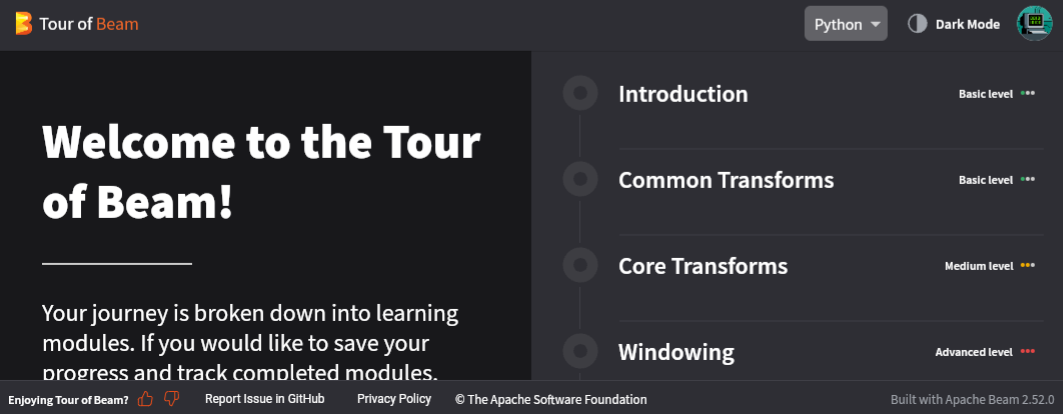 Tour of Beam
Python
Dark Mode
Welcome to the Tour
of Beam!
Your journey is broken down into learning
modules. If you would like to save your
progress and track completed modules,
Introduction
Basic level
Common Transforms
Basic level
Core Transforms
Medium level
Windowing
Advanced level
Enjoying Tour of Beam?
Report Issue in GitHub
Privacy Policy
© The Apache Software Foundation
Built with Apache Beam 2.52.0